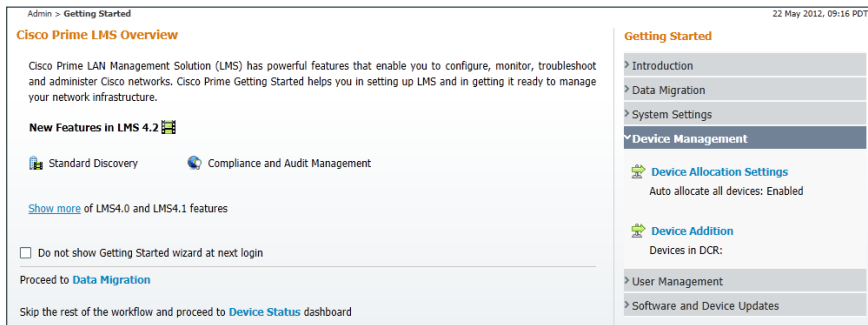 Admin > Getting Started
22 May 2012, 09:16 PDT
Cisco Prime LMS Overview
Cisco Prime LAN Management Solution (LMS) has powerful features that enable you to configure, monitor, troubleshoot
and administer Cisco networks. Cisco Prime Getting Started helps you in setting up LMS and in getting it ready to manage
your network infrastructure.
New Features in LMS 4.2
Standard Discovery
Compliance and Audit Management
Show more of LMS4.0 and LMS4.1 features
Do not show Getting Started wizard at next login
Proceed to Data Migration
Skip the rest of the workflow and proceed to Device Status dashboard
Getting Started
Introduction
Data Migration
System Settings
Device Management
Device Allocation Settings
Auto allocate all devices: Enabled
Device Addition
Devices in DCR:
User Management
Software and Device Updates